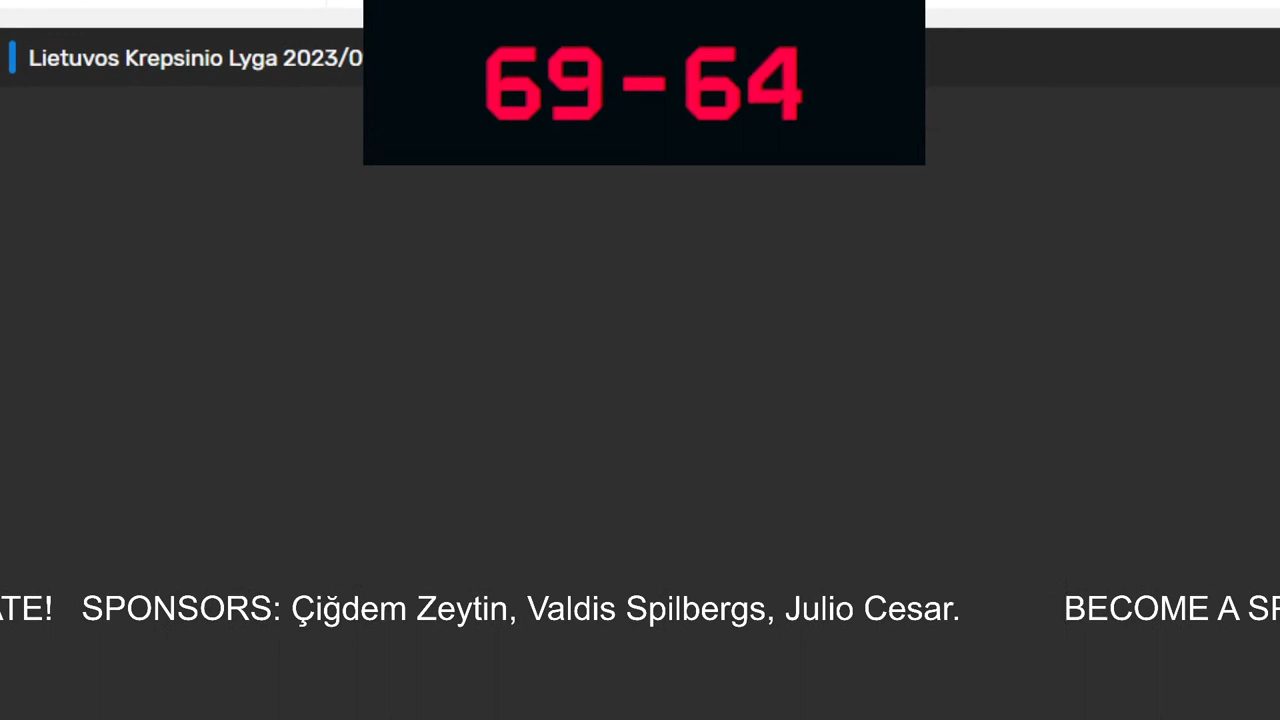 Lietuvos Krepsinio Lyga 2023/0
69-64
ATE! SPONSORS: Çiğdem Zeytin, Valdis Spilbergs, Julio Cesar. BECOME A SP